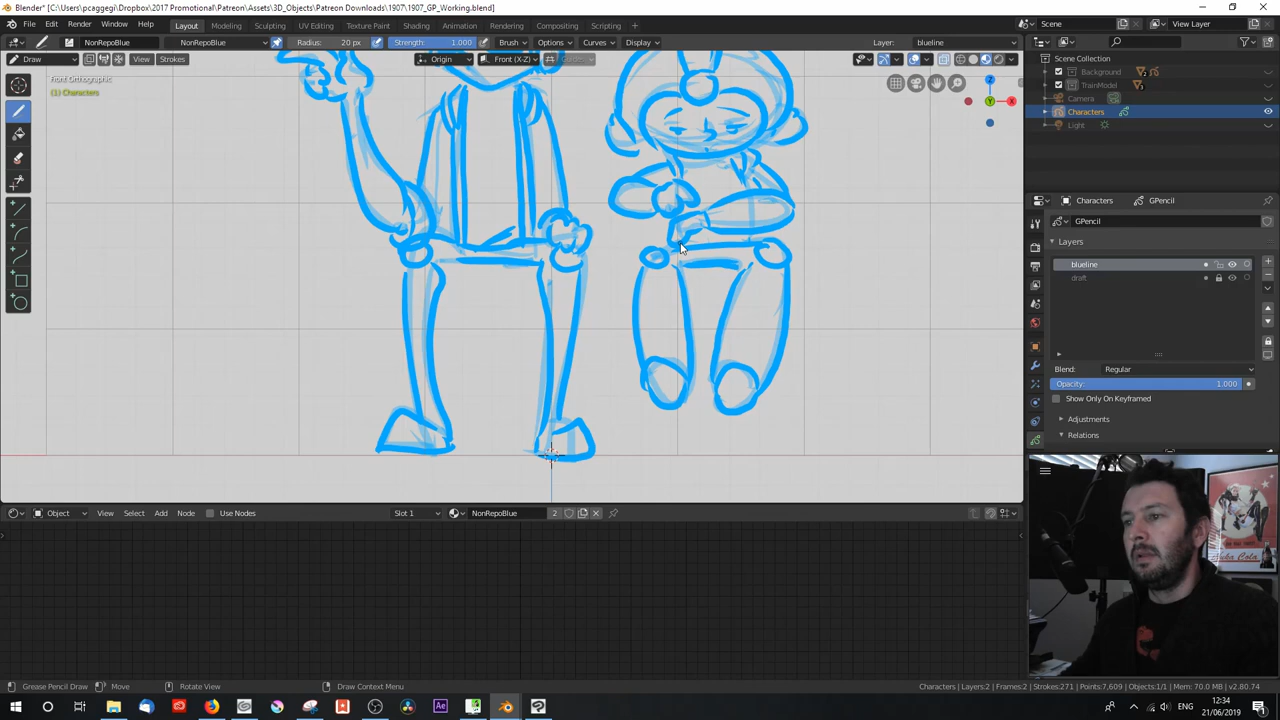 Blender* [C:\Users\pcaggegi\Dropbox\2017 Promotional\Patreon\Assets\3D_Objects\Patreon Downloads\1907\1907_GP_Working.blend]
File Edit Render Window Help Layout Modeling Sculpting UV Editing Texture Paint Shading Animation Rendering Compositing Scripting + Scene View Layer
NonRepoBlue NonRepoBlue Radius: 20 px Strength: 1.000 Brush Options Curves Display Layer: blueline
Draw View Strokes Origin Front (X-Z) Guides
Scene Collection
Front Orthographic
(1) Characters
Background
TrainModel
Camera
Characters
Light
Z
Y
X
Characters GPencil
GPencil
Layers
blueline
draft
Blend: Regular
Opacity: 1.000
Show Only On Keyframed
Adjustments
Relations
Object View Select Add Node Use Nodes Slot 1 NonRepoBlue 2
Grease Pencil Draw Move Rotate View Draw Context Menu Characters | Layers:2 | Frames:2 | Strokes:271 | Points:7,609 | Objects:1/1 | Mem: 70.0 MB | v2.80.74
Ae
ENG
12:34
21/06/2019